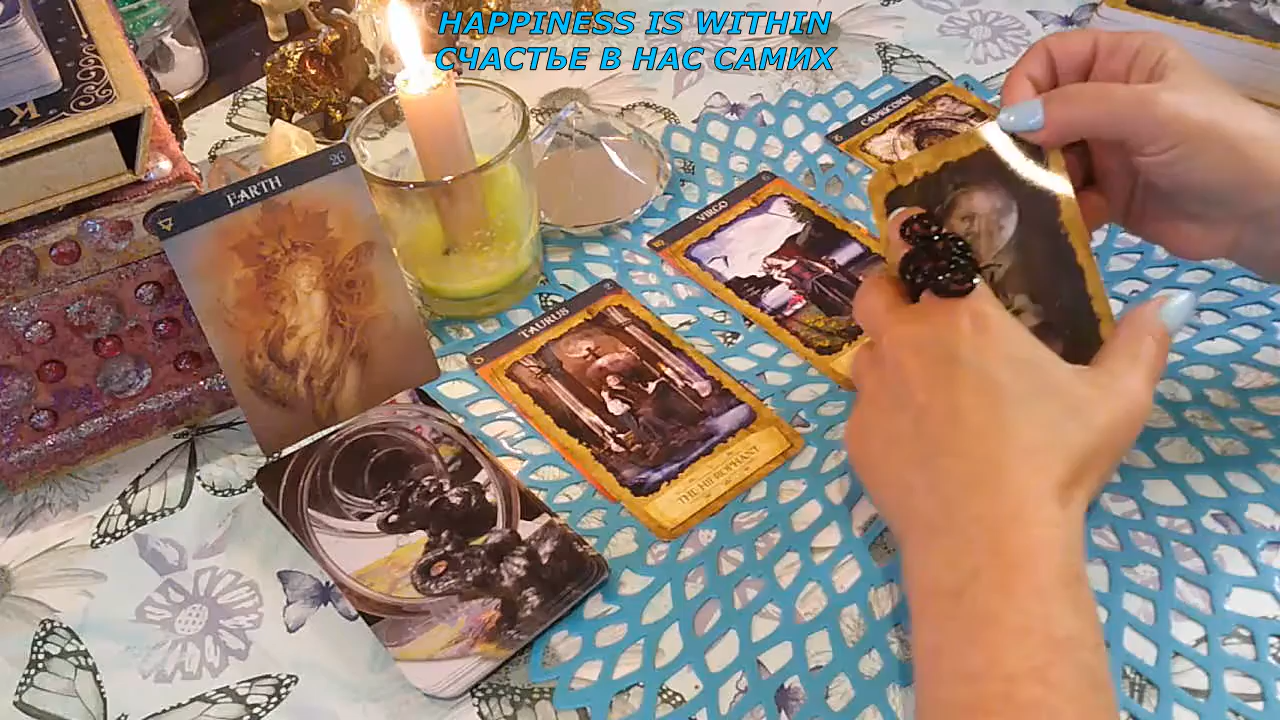 HAPPINESS IS WITHIN
СЧАСТЬЕ В НАС САМИХ
CAPRICORN
26
EARTH
VIRGO
TAURUS
THE HIEROPHANT
K